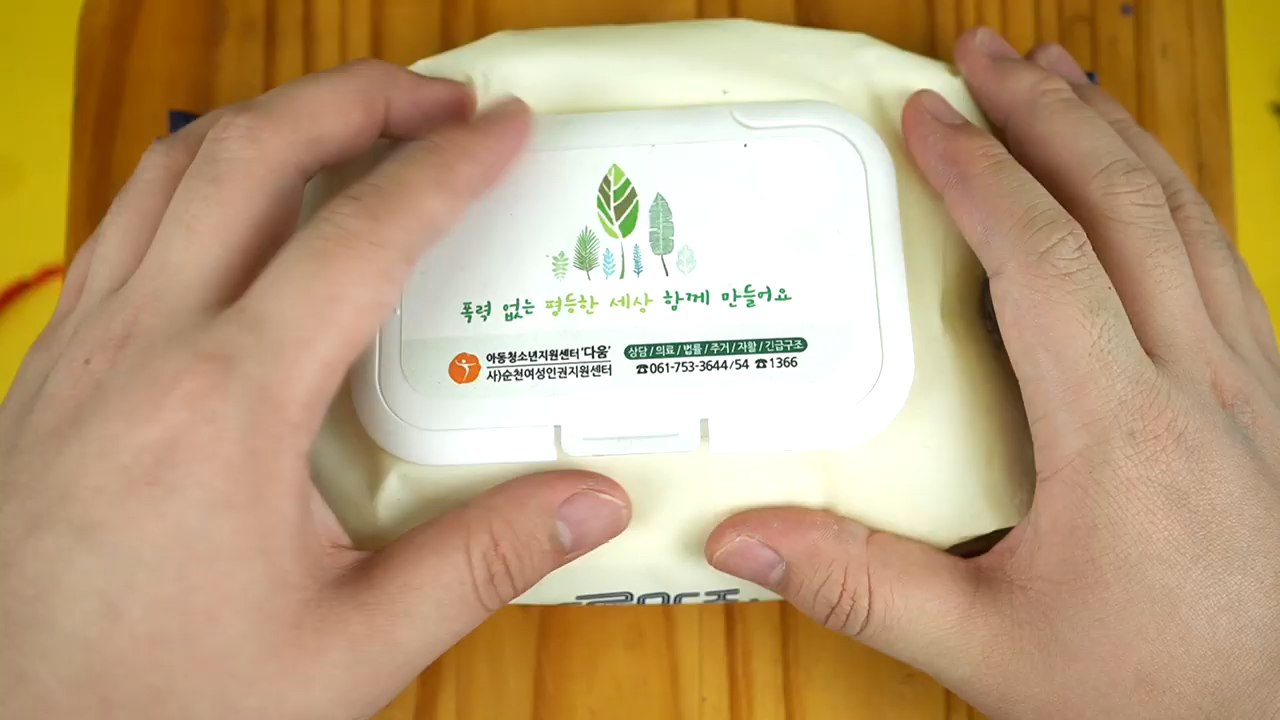 폭력 없는 평등한 세상 함께 만들어요
아동청소년지원센터 '다움'
사)순천여성인권지원센터
상담 / 의료 / 법률 / 주거 / 자활 / 긴급구조
☎061-753-3644/54 ☎1366